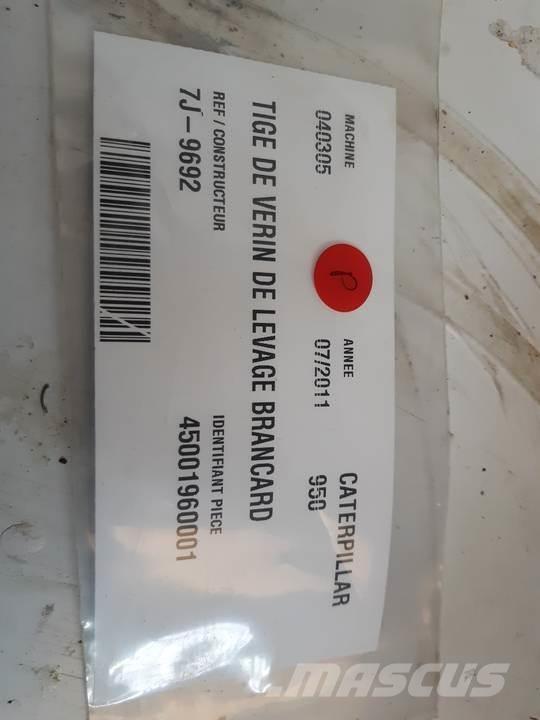 MACHINE
040305
ANNEE
07/2011
CATERPILLAR
950
P
TIGE DE VERIN DE LEVAGE BRANCARD
REF / CONSTRUCTEUR
7J-9692
IDENTIFIANT PIECE
45001960001
MASCUS